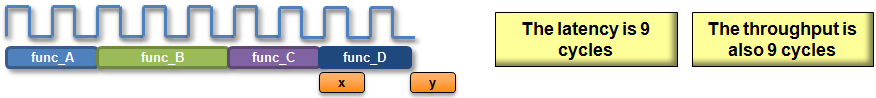 func_A
func_B
func_C
func_D
x
y
The latency is 9
cycles
The throughput is
also 9 cycles